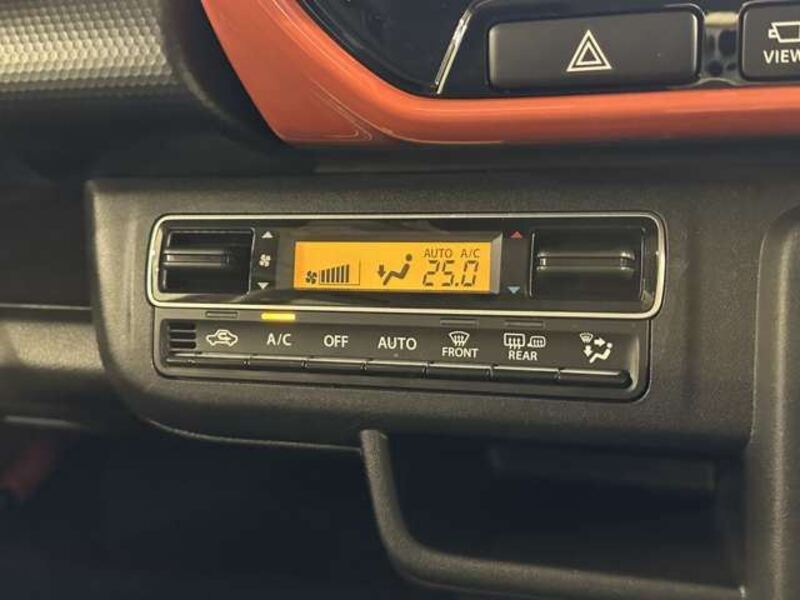 VIEW
AUTO A/C
25.0
A/C OFF AUTO FRONT REAR